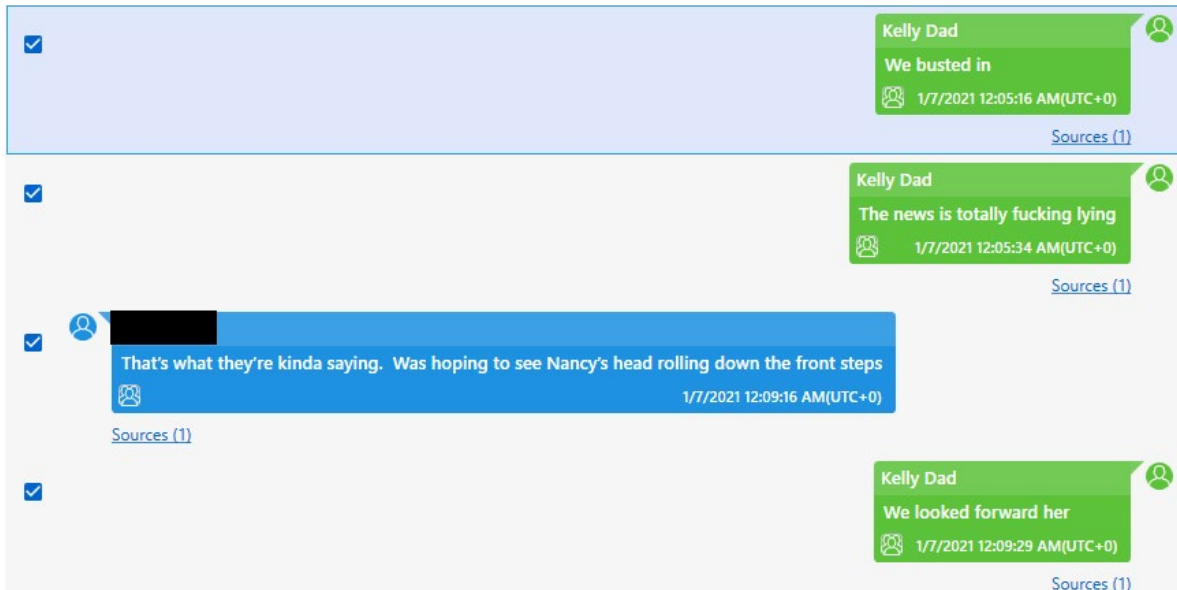 Kelly Dad
We busted in
1/7/2021 12:05:16 AM(UTC+0)
Sources (1)
Kelly Dad
The news is totally fucking lying
1/7/2021 12:05:34 AM(UTC+0)
Sources (1)
That's what they're kinda saying.  Was hoping to see Nancy's head rolling down the front steps
1/7/2021 12:09:16 AM(UTC+0)
Sources (1)
Kelly Dad
We looked forward her
1/7/2021 12:09:29 AM(UTC+0)
Sources (1)